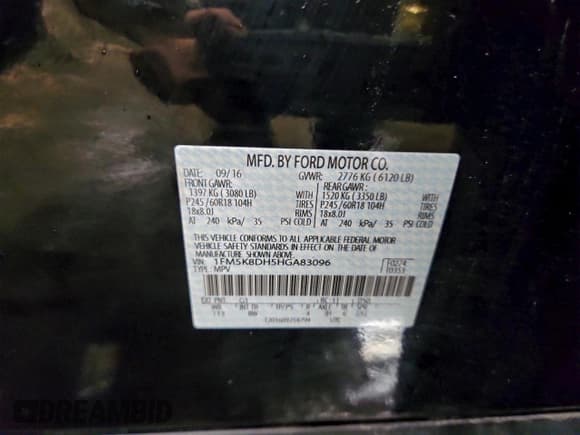 MFD. BY FORD MOTOR CO.
DATE: 09/16 GVWR: 2776 KG ( 6120 LB)
FRONT GAWR: REAR GAWR:
1397 KG ( 3080 LB) WITH 1520 KG ( 3350 LB) WITH
P245/60R18 104H TIRES P245/60R18 104H TIRES
18x8.0J RIMS 18x8.0J RIMS
AT 240 kPa/ 35 PSI COLD AT 240 kPa/ 35 PSI COLD
THIS VEHICLE CONFORMS TO ALL APPLICABLE FEDERAL MOTOR
VEHICLE SAFETY STANDARDS IN EFFECT ON THE DATE OF
MANUFACTURE SHOWN ABOVE.
VIN: 1FM5K8DH5HGA83096
TYPE: MPV
EXT PNT:
DREAMBID